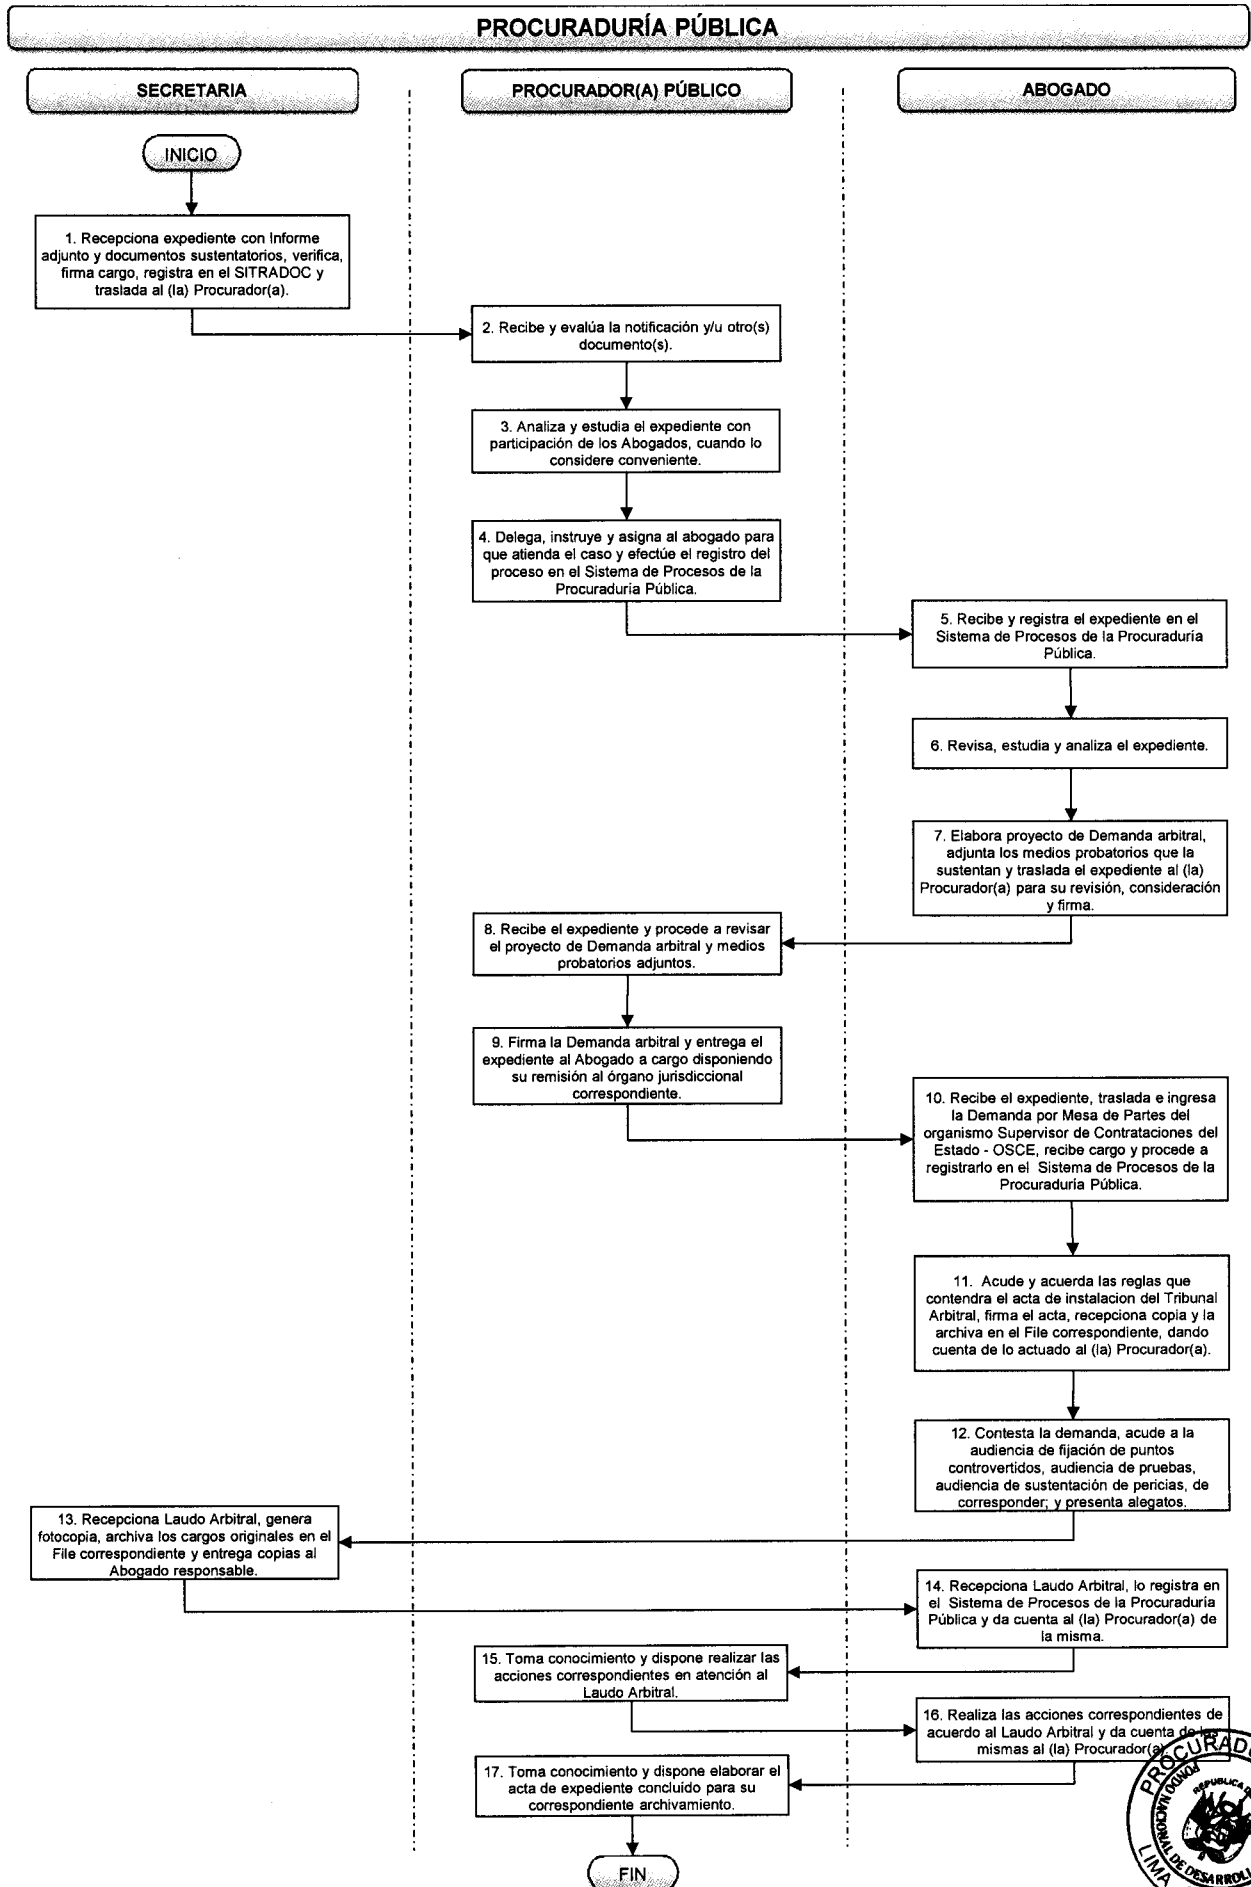 PROCURADURÍA PÚBLICA
SECRETARIA
PROCURADOR(A) PÚBLICO
ABOGADO
INICIO
1. Recepciona expediente con Informe
adjunto y documentos sustentatorios, verifica,
firma cargo, registra en el SITRADOC y
traslada al (la) Procurador(a).
2. Recibe y evalúa la notificación y/u otro(s)
documento(s).
3. Analiza y estudia el expediente con
participación de los Abogados, cuando lo
considere conveniente.
4. Delega, instruye y asigna al abogado para
que atienda el caso y efectúe el registro del
proceso en el Sistema de Procesos de la
Procuraduría Pública.
5. Recibe y registra el expediente en el
Sistema de Procesos de la Procuraduría
Pública.
6. Revisa, estudia y analiza el expediente.
7. Elabora proyecto de Demanda arbitral,
adjunta los medios probatorios que la
sustentan y traslada el expediente al (la)
Procurador(a) para su revisión, consideración
y firma.
8. Recibe el expediente y procede a revisar
el proyecto de Demanda arbitral y medios
probatorios adjuntos.
9. Firma la Demanda arbitral y entrega el
expediente al Abogado a cargo disponiendo
su remisión al órgano jurisdiccional
correspondiente.
10. Recibe el expediente, traslada e ingresa
la Demanda por Mesa de Partes del
organismo Supervisor de Contrataciones del
Estado - OSCE, recibe cargo y procede a
registrarlo en el Sistema de Procesos de la
Procuraduría Pública.
11. Acude y acuerda las reglas que
contendra el acta de instalacion del Tribunal
Arbitral, firma el acta, recepciona copia y la
archiva en el File correspondiente, dando
cuenta de lo actuado al (la) Procurador(a).
12. Contesta la demanda, acude a la
audiencia de fijación de puntos
controvertidos, audiencia de pruebas,
audiencia de sustentación de pericias, de
corresponder; y presenta alegatos.
13. Recepciona Laudo Arbitral, genera
fotocopia, archiva los cargos originales en el
File correspondiente y entrega copias al
Abogado responsable.
14. Recepciona Laudo Arbitral, lo registra en
el Sistema de Procesos de la Procuraduría
Pública y da cuenta al (la) Procurador(a) de
la misma.
15. Toma conocimiento y dispone realizar las
acciones correspondientes en atención al
Laudo Arbitral.
16. Realiza las acciones correspondientes de
acuerdo al Laudo Arbitral y da cuenta de las
mismas al (la) Procurador(a).
17. Toma conocimiento y dispone elaborar el
acta de expediente concluído para su
correspondiente archivamiento.
FIN
FONDO NACIONAL DE
LIMA